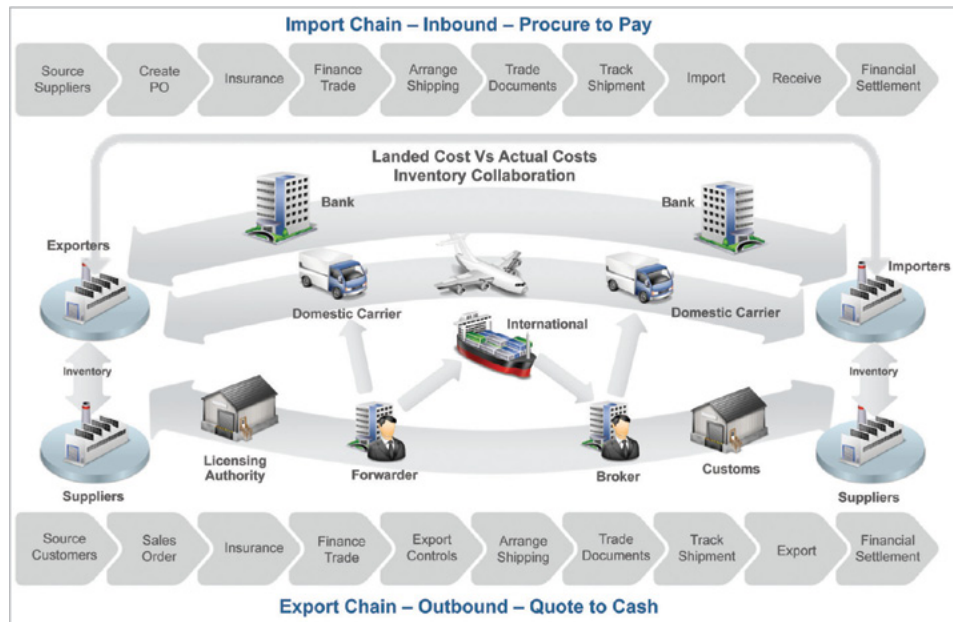 Import Chain – Inbound – Procure to Pay
Source
Suppliers
Create
PO
Insurance
Finance
Trade
Arrange
Shipping
Trade
Documents
Track
Shipment
Import
Receive
Financial
Settlement
Landed Cost Vs Actual Costs
Inventory Collaboration
Bank
Bank
Exporters
Importers
Domestic Carrier
International
Domestic Carrier
Inventory
Inventory
Licensing
Authority
Forwarder
Broker
Customs
Suppliers
Suppliers
Source
Customers
Sales
Order
Insurance
Finance
Trade
Export
Controls
Arrange
Shipping
Trade
Documents
Track
Shipment
Export
Financial
Settlement
Export Chain – Outbound – Quote to Cash